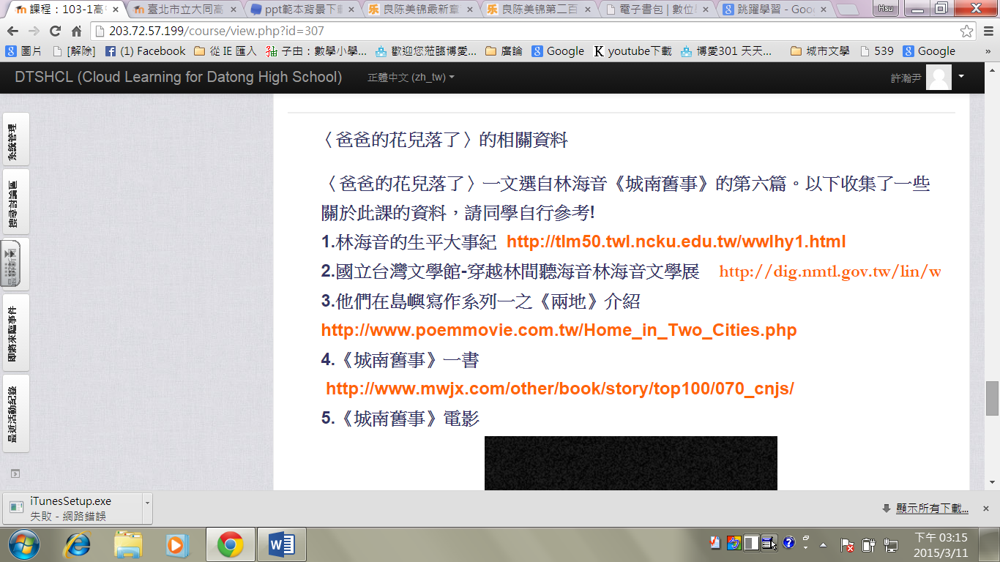 課程：103-1高
臺北市立大同高
ppt範本背景下載
良陈美锦最新章
良陈美锦第二百
電子書包 | 數位學
跳躍學習 - Goo
Hsu
203.72.57.199/course/view.php?id=307
圖片
[解除]
(1) Facebook
從 IE 匯入
子由：數學小學...
歡迎您蒞臨博愛...
廣論
Google
youtube下載
博愛301 天天...
城市文學
539
Google
»
DTSHCL (Cloud Learning for Datong High School)
正體中文 (zh_tw)
許瀚尹
系統管理
搜尋討論區
即將來臨事件
最近活動紀錄
〈爸爸的花兒落了〉的相關資料
〈爸爸的花兒落了〉一文選自林海音《城南舊事》的第六篇。以下收集了一些
關於此課的資料，請同學自行參考!
1.林海音的生平大事紀 http://tlm50.twl.ncku.edu.tw/wwlhy1.html
2.國立台灣文學館-穿越林間聽海音林海音文學展 http://dig.nmtl.gov.tw/lin/w
3.他們在島嶼寫作系列一之《兩地》介紹
http://www.poemmovie.com.tw/Home_in_Two_Cities.php
4.《城南舊事》一書
http://www.mwjx.com/other/book/story/top100/070_cnjs/
5.《城南舊事》電影
iTunesSetup.exe
失敗 - 網路錯誤
顯示所有下載...
下午 03:15
2015/3/11